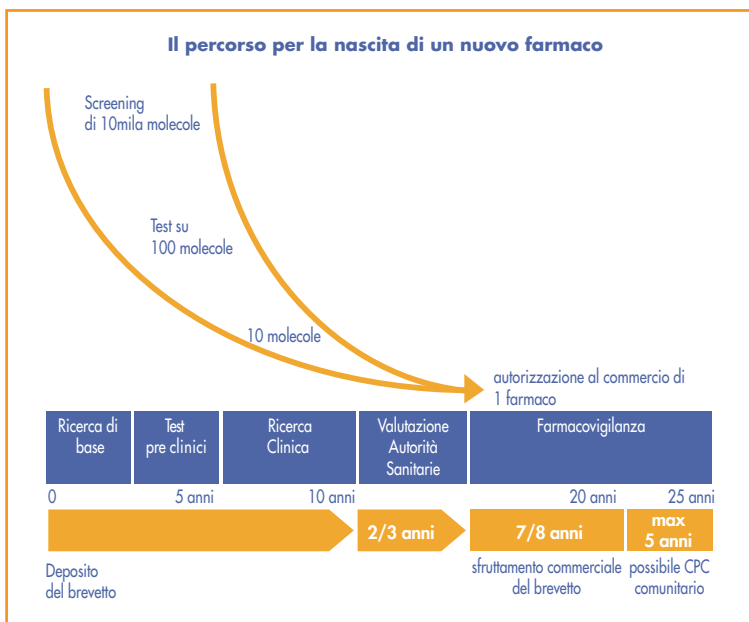 Il percorso per la nascita di un nuovo farmaco
Screening
di 10mila molecole
Test su
100 molecole
10 molecole
autorizzazione al commercio di
1 farmaco
Ricerca di
base
Test
pre clinici
Ricerca
Clinica
Valutazione
Autorità
Sanitarie
Farmacovigilanza
0
5 anni
10 anni
20 anni
25 anni
2/3 anni
7/8 anni
max
5 anni
Deposito
del brevetto
sfruttamento commerciale
del brevetto
possibile CPC
comunitario